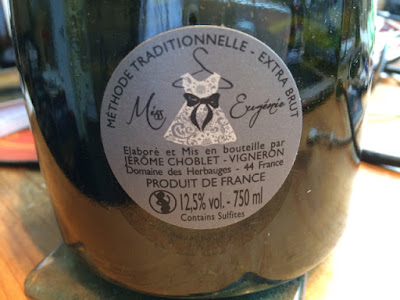 MÉTHODE TRADITIONNELLE - EXTRA BRUT
Miss Eugénie
Elaboré et Mis en bouteille par
JÉRÔME CHOBLET - VIGNERON
Domaine des Herbauges - 44 France
PRODUIT DE FRANCE
12,5% vol. - 750 ml
Contains Sulfites